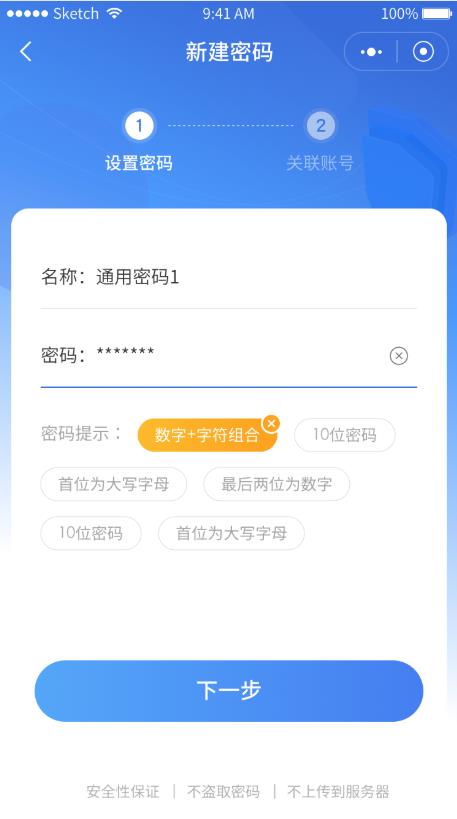 Sketch 9:41 AM 100%
新建密码
1 2
设置密码 关联账号
名称：通用密码1
密码：*******
密码提示： 数字+字符组合 10位密码
首位为大写字母 最后两位为数字
10位密码 首位为大写字母
下一步
安全性保证 | 不盗取密码 | 不上传到服务器